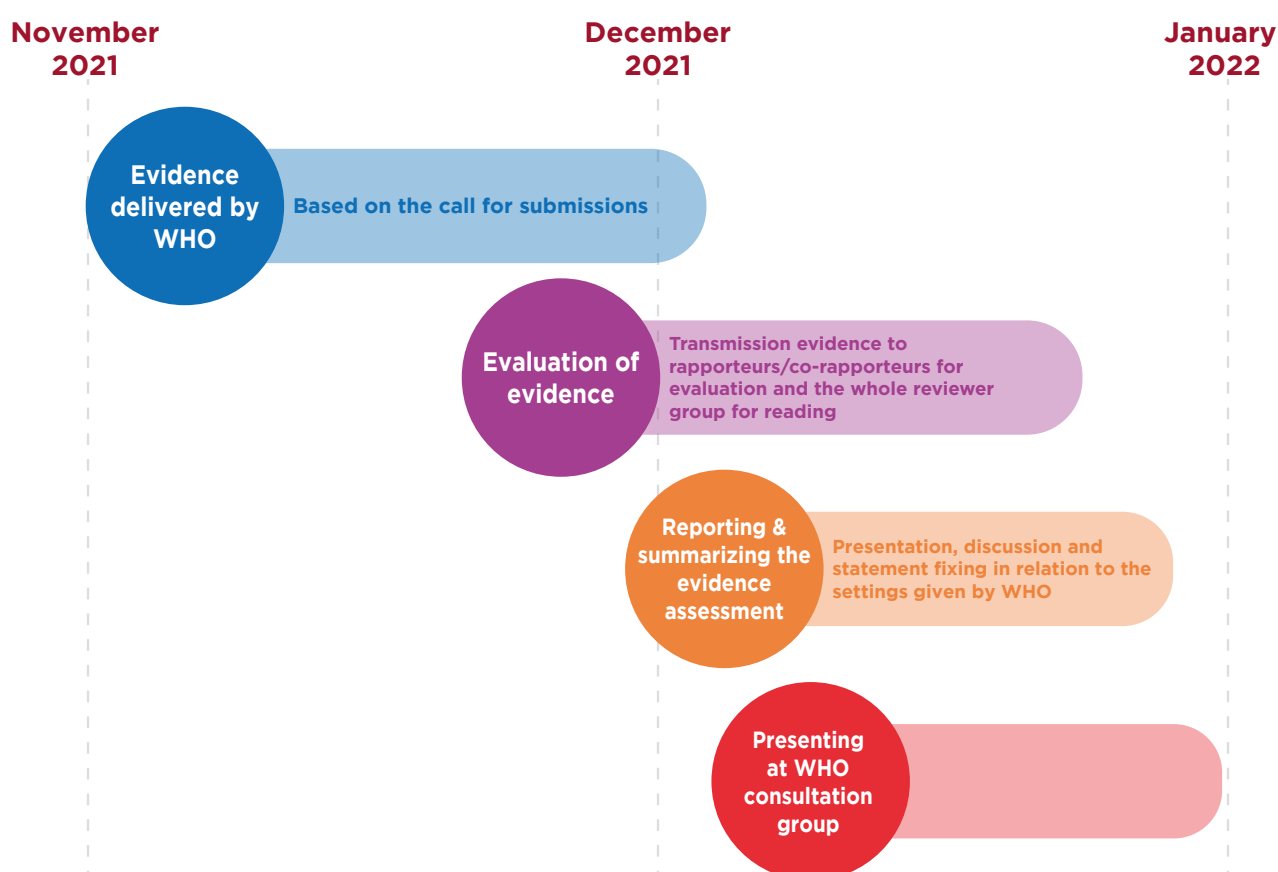 November
2021
December
2021
January
2022
Evidence
delivered by
WHO
Based on the call for submissions
Evaluation of
evidence
Transmission evidence to
rapporteurs/co-rapporteurs for
evaluation and the whole reviewer
group for reading
Reporting &
summarizing the
evidence
assessment
Presentation, discussion and
statement fixing in relation to the
settings given by WHO
Presenting
at WHO
consultation
group